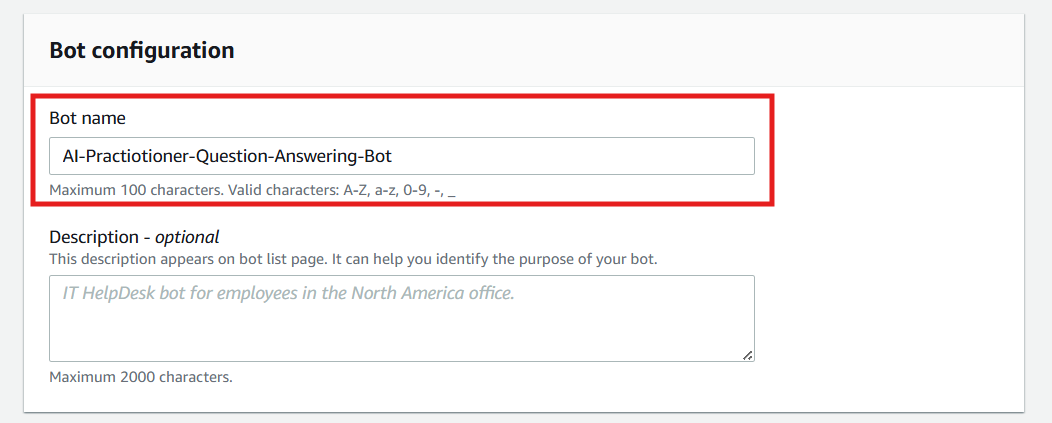 Bot configuration
Bot name
AI-Practiotioner-Question-Answering-Bot
Maximum 100 characters. Valid characters: A-Z, a-z, 0-9, -, _
Description - optional
This description appears on bot list page. It can help you identify the purpose of your bot.
IT HelpDesk bot for employees in the North America office.
Maximum 2000 characters.